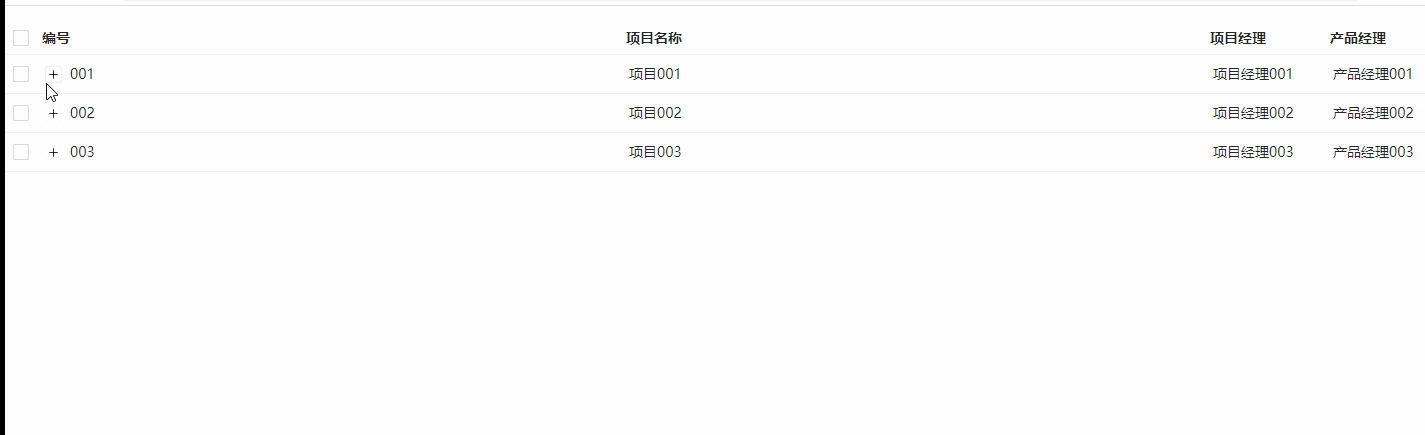 编号 项目名称 项目经理 产品经理
+ 001 项目001 项目经理001 产品经理001
+ 002 项目002 项目经理002 产品经理002
+ 003 项目003 项目经理003 产品经理003